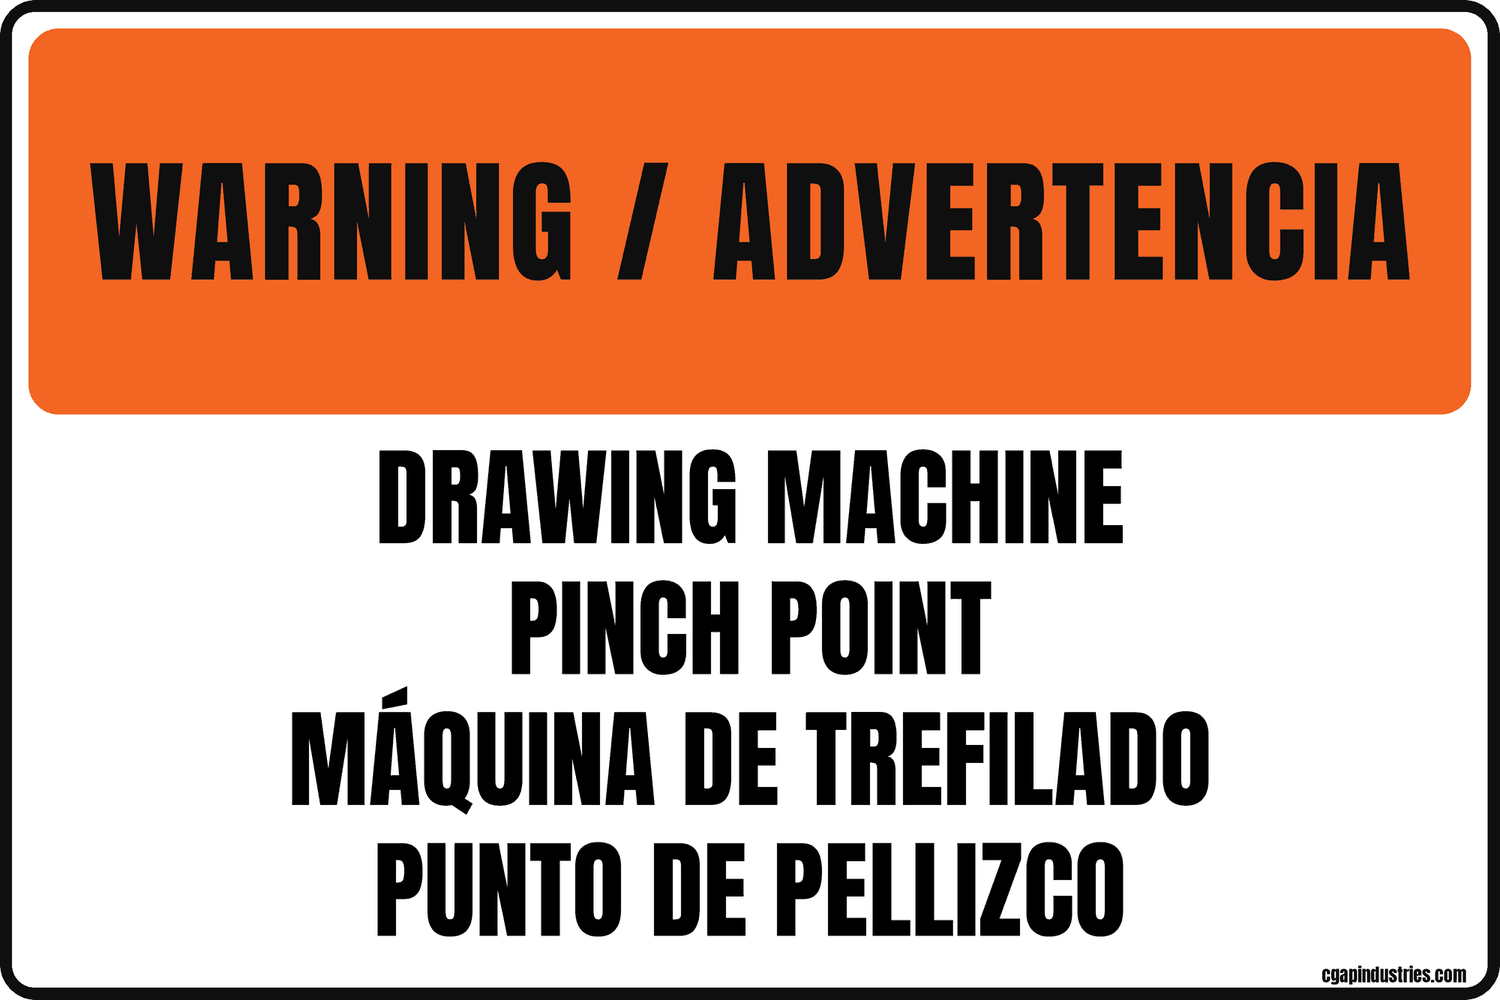 WARNING / ADVERTENCIA
DRAWING MACHINE
PINCH POINT
MÁQUINA DE TREFILADO
PUNTO DE PELLIZCO
cgapindustries.com